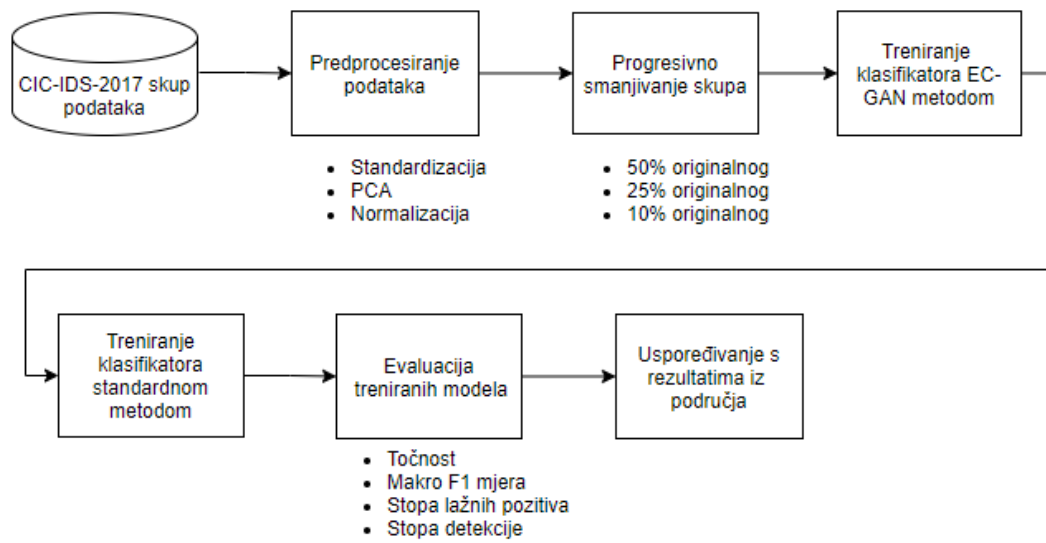 CIC-IDS-2017 skup
podataka
Predprocesiranje
podataka
Progresivno
smanjivanje skupa
Treniranje
klasifikatora EC-
GAN metodom
• Standardizacija
• PCA
• Normalizacija
• 50% originalnog
• 25% originalnog
• 10% originalnog
Treniranje
klasifikatora
standardnom
metodom
Evaluacija
treniranih modela
Uspoređivanje s
rezultatima iz
područja
• Točnost
• Makro F1 mjera
• Stopa lažnih pozitiva
• Stopa detekcije